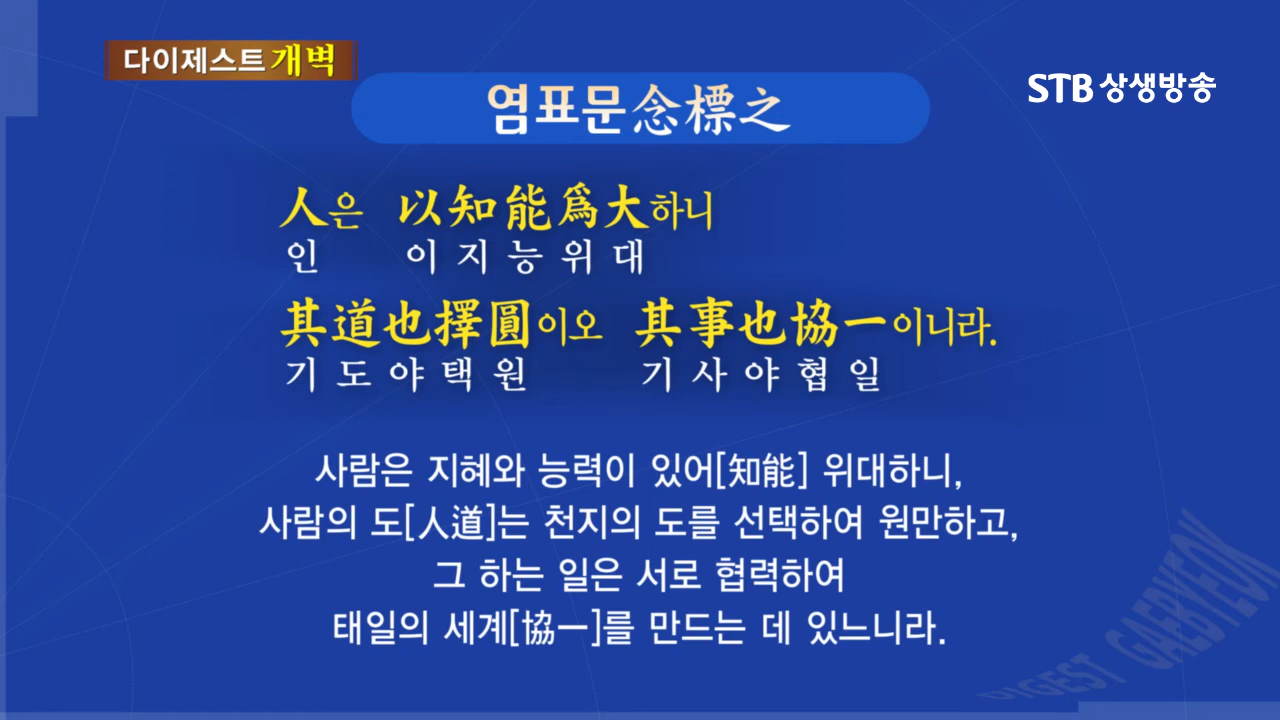 다이제스트개벽
STB 상생방송
염표문念標之
人은 以知能爲大하니
인 이지능위대
其道也擇圓이오 其事也協一이니라.
기도야택원 기사야협일
사람은 지혜와 능력이 있어[知能] 위대하니,
사람의 도[人道]는 천지의 도를 선택하여 원만하고,
그 하는 일은 서로 협력하여
태일의 세계[協一]를 만드는 데 있느니라.
DIGEST GAEBYEOK